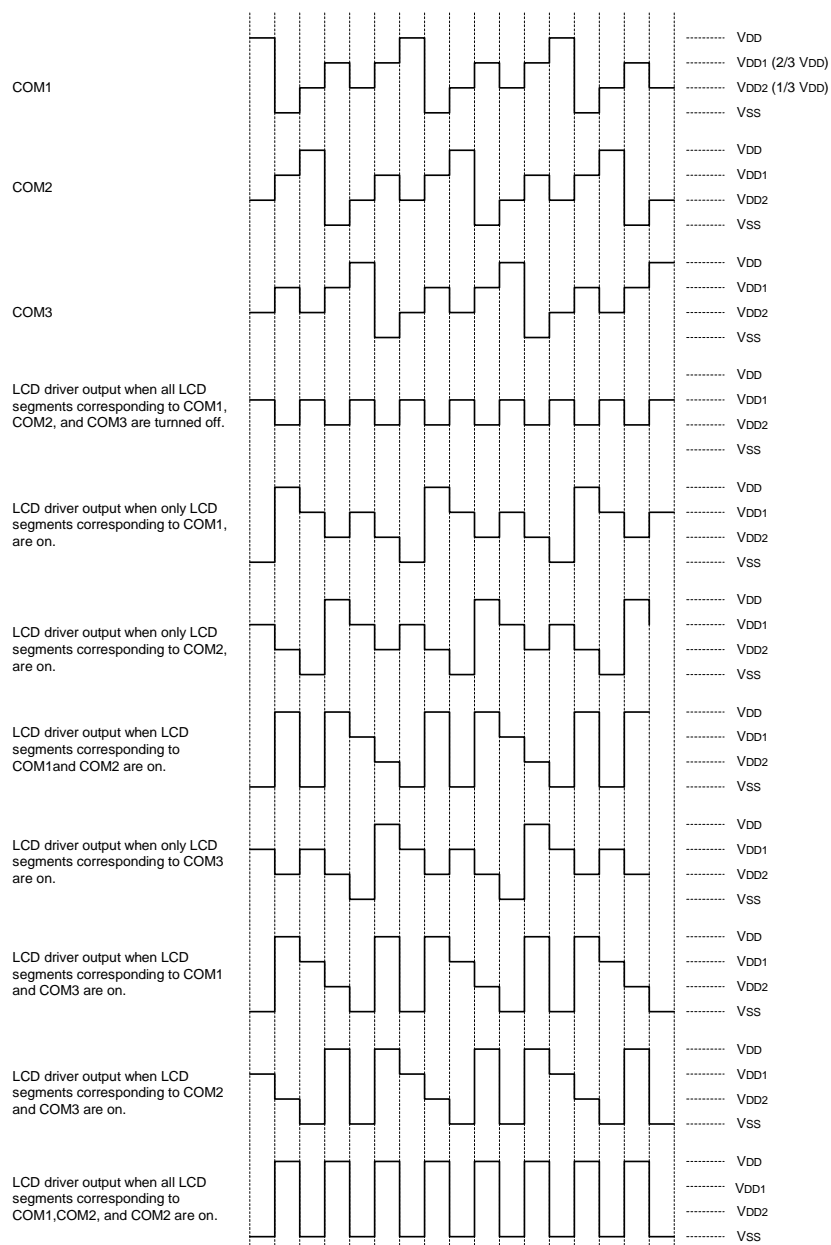 VDD
VDD1 (2/3 VDD)
COM1
VDD2 (1/3 VDD)
VSS
VDD
VDD1
COM2
VDD2
VSS
VDD
VDD1
COM3
VDD2
VSS
VDD
LCD driver output when all LCD
segments corresponding to COM1,
COM2, and COM3 are turnned off.
VDD1
VDD2
VSS
VDD
LCD driver output when only LCD
segments corresponding to COM1,
are on.
VDD1
VDD2
VSS
VDD
VDD1
LCD driver output when only LCD
segments corresponding to COM2,
are on.
VDD2
VSS
VDD
LCD driver output when LCD
segments corresponding to
COM1and COM2 are on.
VDD1
VDD2
VSS
VDD
LCD driver output when only LCD
segments corresponding to COM3
are on.
VDD1
VDD2
VSS
VDD
LCD driver output when LCD
segments corresponding to COM1
and COM3 are on.
VDD1
VDD2
VSS
VDD
LCD driver output when LCD
segments corresponding to COM2
and COM3 are on.
VDD1
VDD2
VSS
VDD
LCD driver output when all LCD
segments corresponding to
COM1,COM2, and COM2 are on.
VDD1
VDD2
VSS